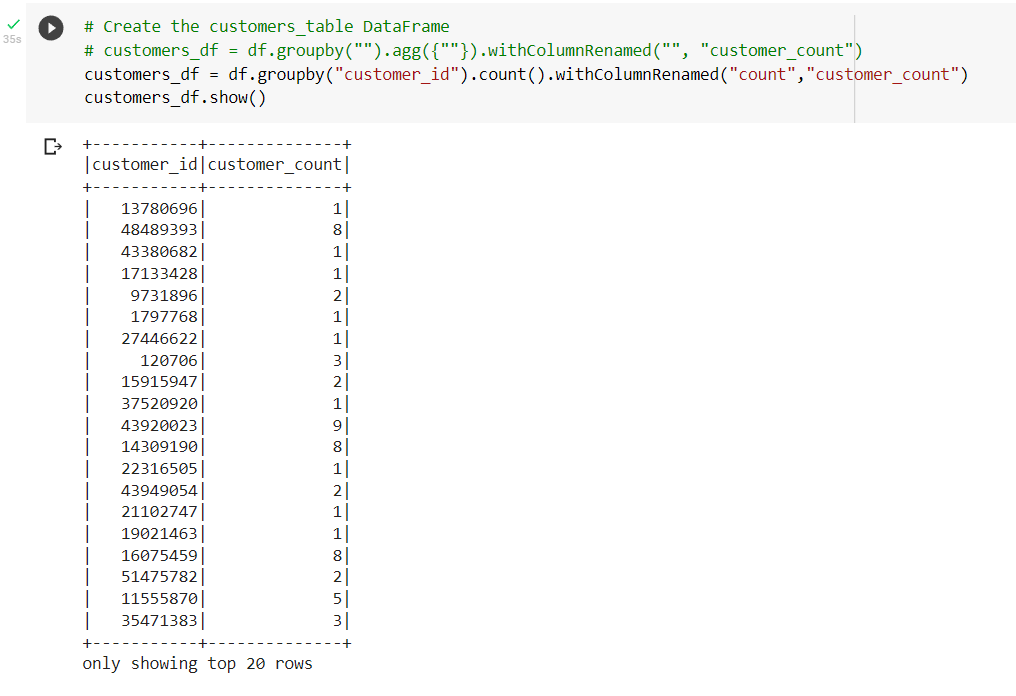 35s
# Create the customers_table DataFrame
# customers_df = df.groupby("").agg({""}).withColumnRenamed("", "customer_count")
customers_df = df.groupby("customer_id").count().withColumnRenamed("count","customer_count")
customers_df.show()
+-----------+--------------+
|customer_id|customer_count|
+-----------+--------------+
|   13780696|             1|
|   48489393|             8|
|   43380682|             1|
|   17133428|             1|
|    9731896|             2|
|    1797768|             1|
|   27446622|             1|
|     120706|             3|
|   15915947|             2|
|   37520920|             1|
|   43920023|             9|
|   14309190|             8|
|   22316505|             1|
|   43949054|             2|
|   21102747|             1|
|   19021463|             1|
|   16075459|             8|
|   51475782|             2|
|   11555870|             5|
|   35471383|             3|
+-----------+--------------+
only showing top 20 rows